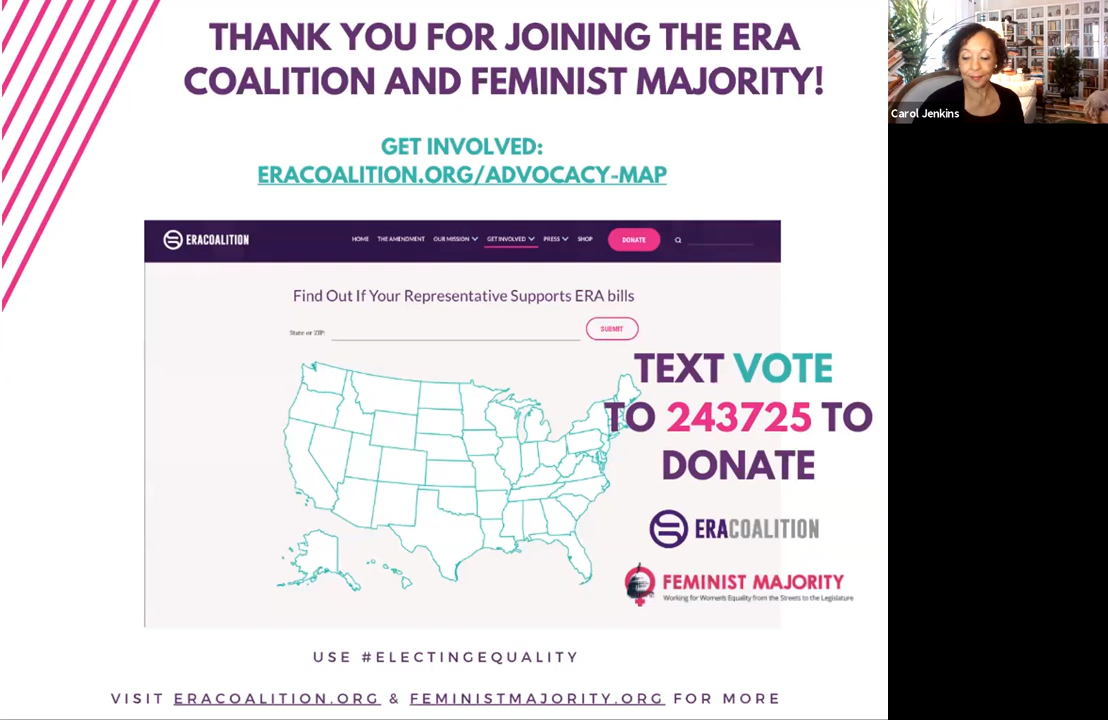 THANK YOU FOR JOINING THE ERA
COALITION AND FEMINIST MAJORITY!
Carol Jenkins
GET INVOLVED:
ERACOALITION.ORG/ADVOCACY-MAP
ERACOALITION
HOME THE AMENDMENT OUR MISSION GET INVOLVED PRESS SHOP DONATE
Find Out If Your Representative Supports ERA bills
State or ZIP: SUBMIT
TEXT VOTE
TO 243725 TO
DONATE
ERACOALITION
FEMINIST MAJORITY
Working for Women's Equality from the Streets to the Legislature
USE #ELECTINGEQUALITY
VISIT ERACOALITION.ORG & FEMINISTMAJORITY.ORG FOR MORE